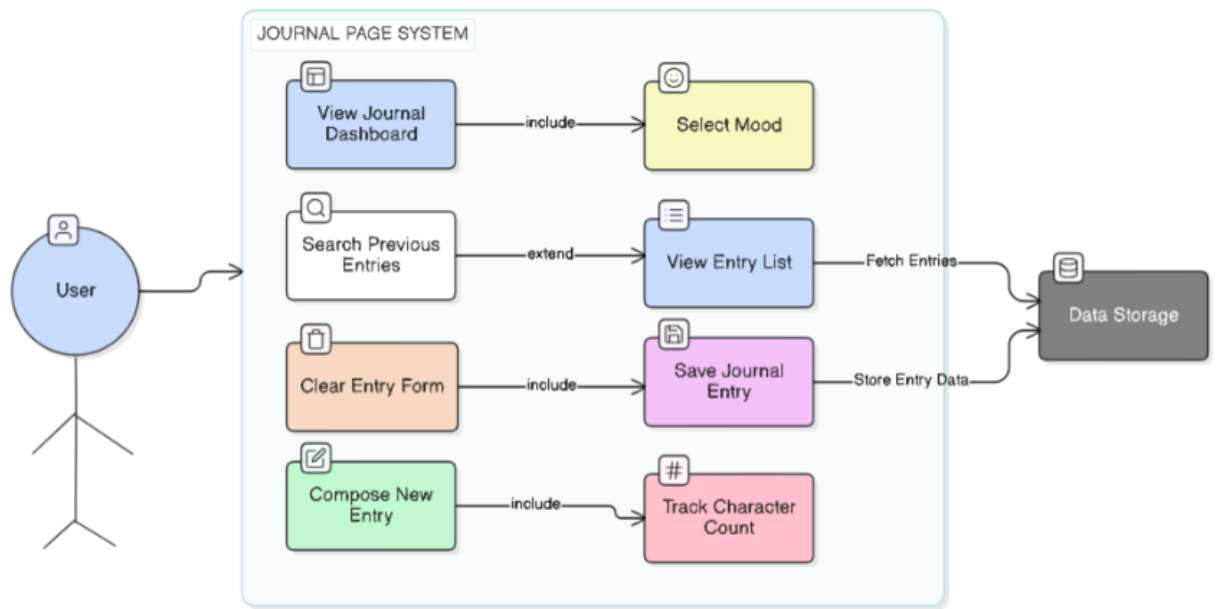 JOURNAL PAGE SYSTEM
View Journal
Dashboard
include
Select Mood
Search Previous
Entries
extend
View Entry List
Fetch Entries
User
Data Storage
Clear Entry Form
include
Save Journal
Entry
Store Entry Data
Compose New
Entry
include
#
Track Character
Count